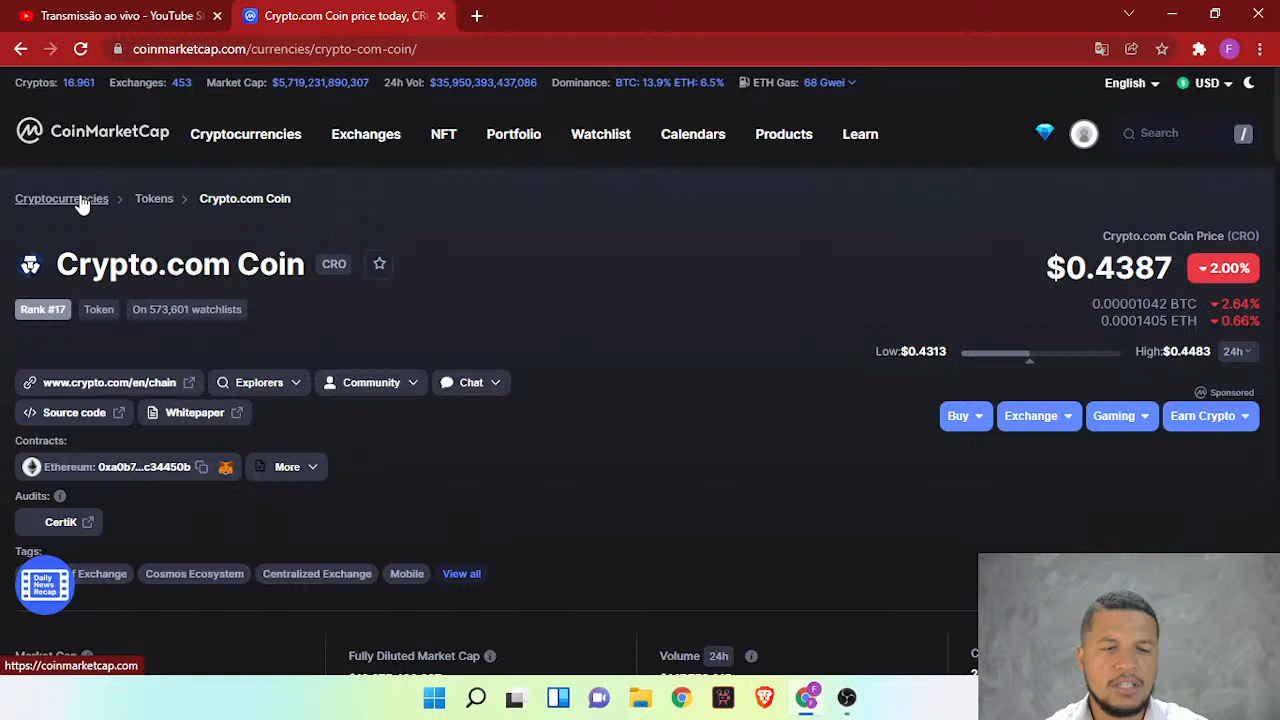 Transmissão ao vivo - YouTube S
Crypto.com Coin price today, CR
coinmarketcap.com/currencies/crypto-com-coin/
F
Cryptos: 16.961 Exchanges: 453 Market Cap: $5,719,231,890,307 24h Vol: $35,950,393,437,086 Dominance: BTC: 13.9% ETH: 6.5% ETH Gas: 68 Gwei English USD
CoinMarketCap Cryptocurrencies Exchanges NFT Portfolio Watchlist Calendars Products Learn Search /
Cryptocurrencies > Tokens > Crypto.com Coin
Crypto.com Coin Price (CRO)
Crypto.com Coin CRO
$0.4387 2.00%
0.00001042 BTC 2.64%
Rank #17 Token On 573,601 watchlists
0.0001405 ETH 0.66%
Low:$0.4313 High:$0.4483 24h
www.crypto.com/en/chain Explorers Community Chat
Sponsored
Source code Whitepaper
Buy Exchange Gaming Earn Crypto
Contracts:
Ethereum: 0xa0b7...c34450b More
Audits:
CertiK
Tags:
f Exchange Cosmos Ecosystem Centralized Exchange Mobile View all
Daily
News
Recap
Fully Diluted Market Cap Volume 24h
https://coinmarketcap.com